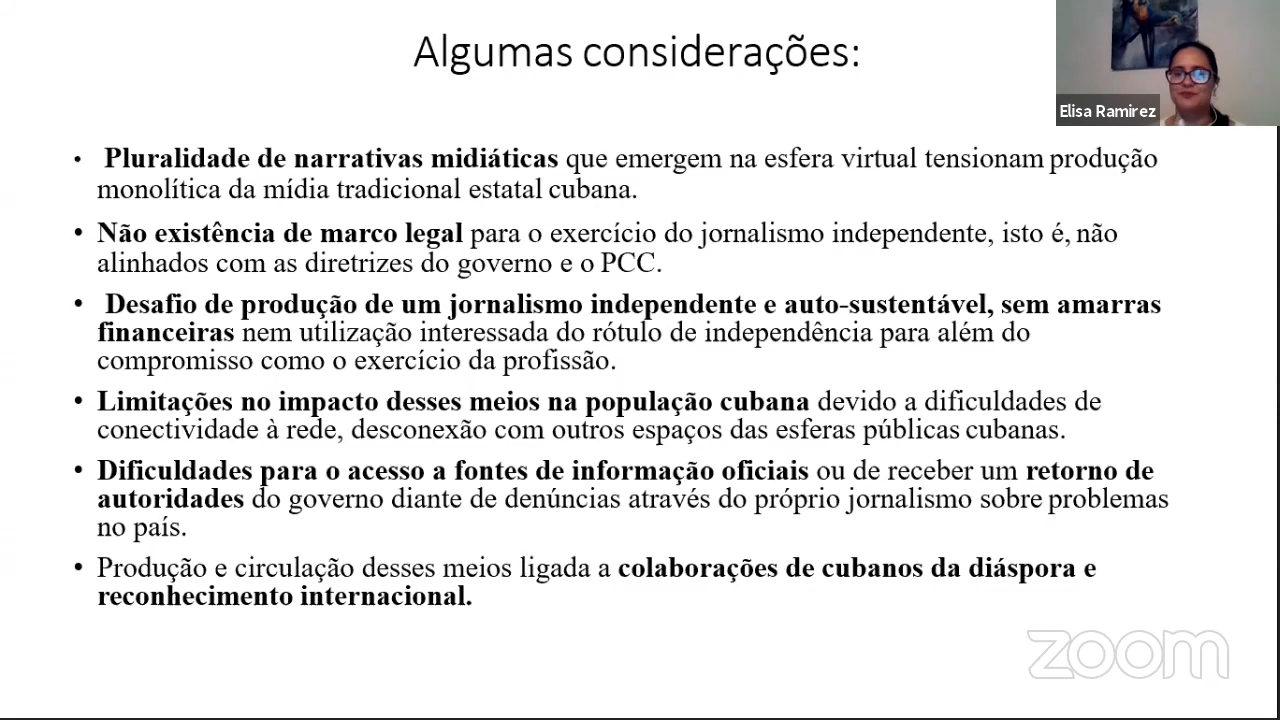 Algumas considerações:
Elisa Ramirez
• Pluralidade de narrativas midiáticas que emergem na esfera virtual tensionam produção
monolítica da mídia tradicional estatal cubana.
• Não existência de marco legal para o exercício do jornalismo independente, isto é, não
alinhados com as diretrizes do governo e o PCC.
• Desafio de produção de um jornalismo independente e auto-sustentável, sem amarras
financeiras nem utilização interessada do rótulo de independência para além do
compromisso como o exercício da profissão.
• Limitações no impacto desses meios na população cubana devido a dificuldades de
conectividade à rede, desconexão com outros espaços das esferas públicas cubanas.
• Dificuldades para o acesso a fontes de informação oficiais ou de receber um retorno de
autoridades do governo diante de denúncias através do próprio jornalismo sobre problemas
no país.
• Produção e circulação desses meios ligada a colaborações de cubanos da diáspora e
reconhecimento internacional.
zoom